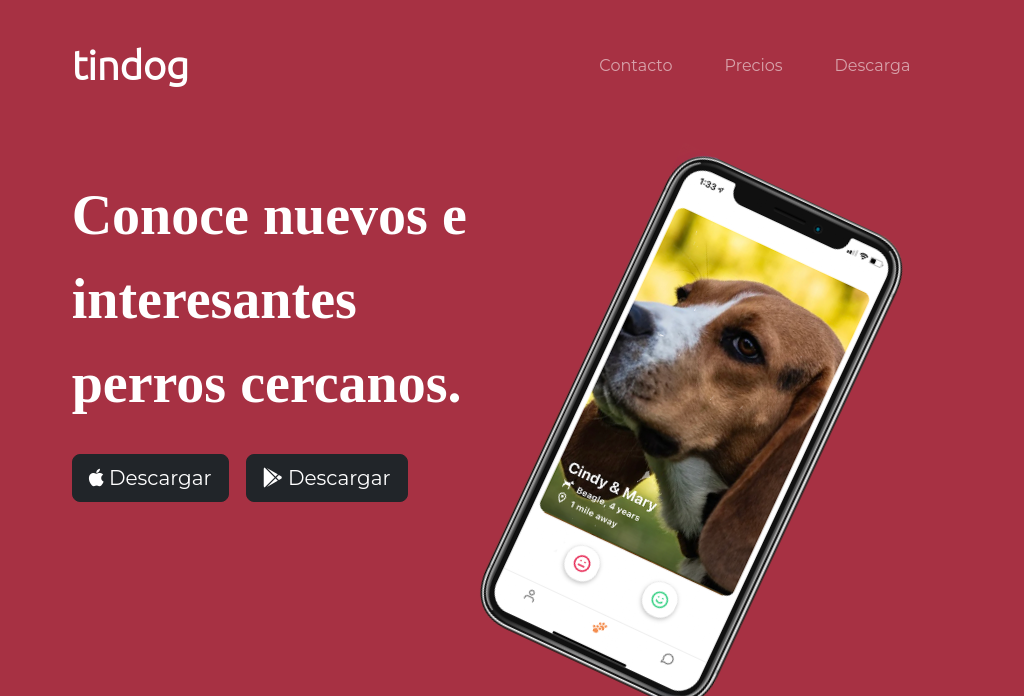 tindog
Contacto
Precios
Descarga
Conoce nuevos e
interesantes
perros cercanos.
Descargar
Descargar
1:33
Cindy & Mary
Beagle, 4 years
1 mile away